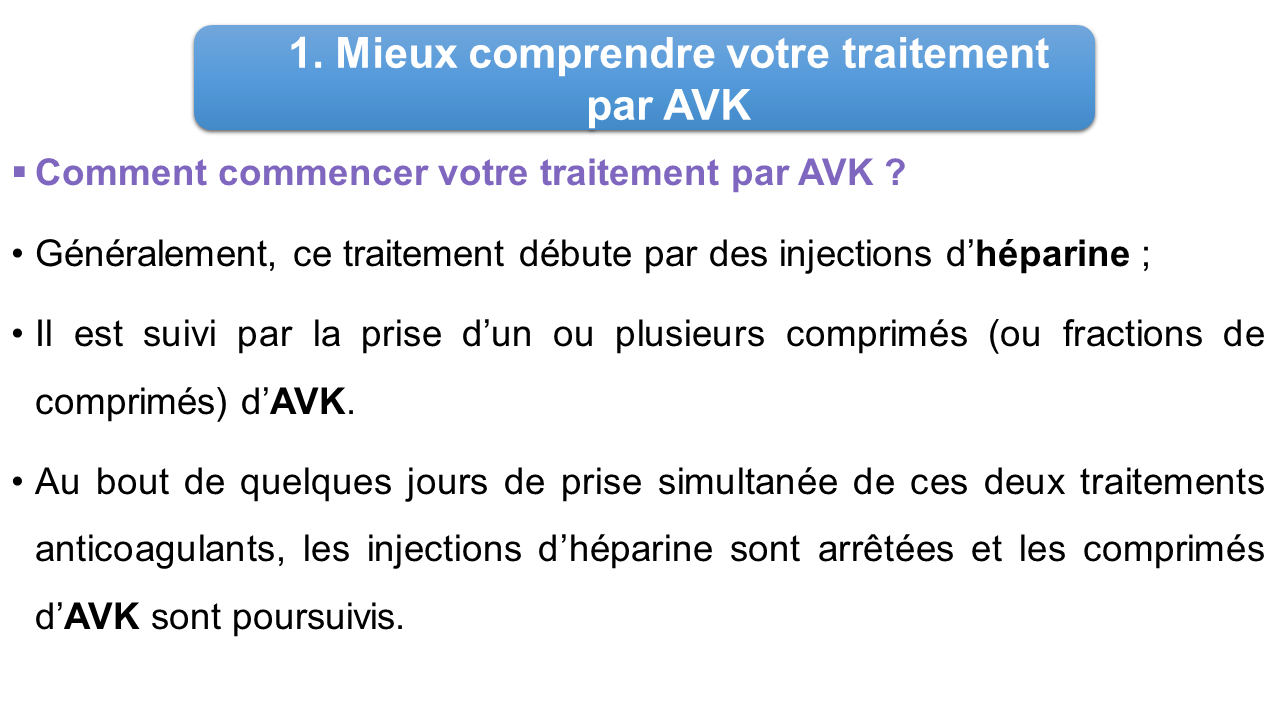 1. Mieux comprendre votre traitement
par AVK
▪ Comment commencer votre traitement par AVK ?
• Généralement, ce traitement débute par des injections d’héparine ;
• Il est suivi par la prise d’un ou plusieurs comprimés (ou fractions de
comprimés) d’AVK.
• Au bout de quelques jours de prise simultanée de ces deux traitements
anticoagulants, les injections d’héparine sont arrêtées et les comprimés
d’AVK sont poursuivis.